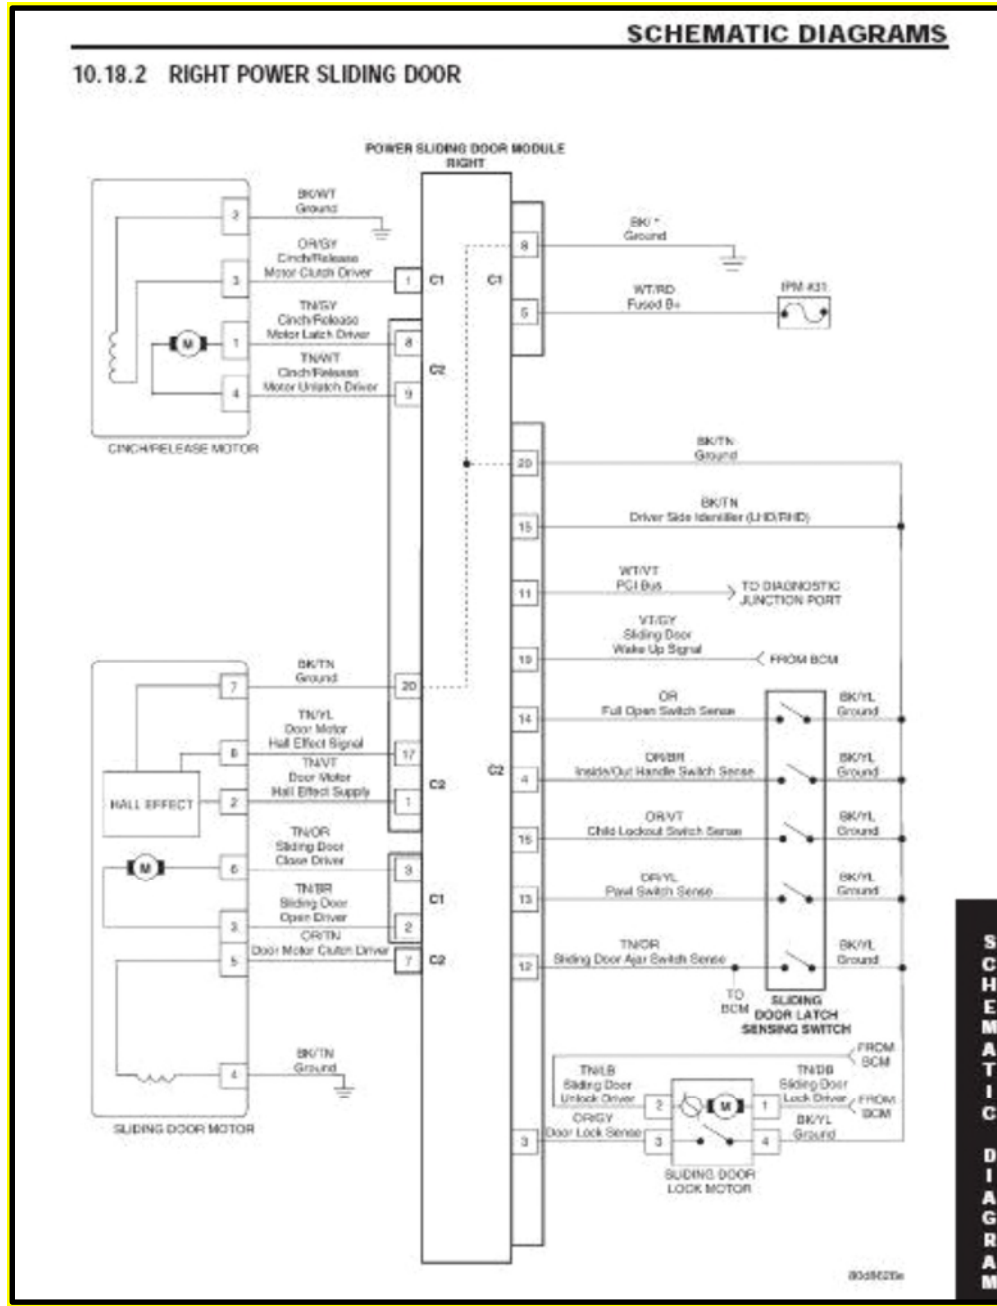 SCHEMATIC DIAGRAMS
10.18.2 RIGHT POWER SLIDING DOOR
POWER SLIDING DOOR MODULE
RIGHT
BK/WT
Ground
2
OR/GY
Cinch/Release
Motor Clutch Driver
3
1
C1
TN/GY
Cinch/Release
Motor Latch Driver
M
1
8
TN/WT
Cinch/Release
Motor Unlatch Driver
4
9
C2
CINCH/RELEASE MOTOR
C1
8
BK/*
Ground
5
WT/RD
Fused B+
IPM #31
20
BK/TN
Ground
15
BK/TN
Driver Side Identifier (LHD/RHD)
11
WT/VT
PCI Bus
TO DIAGNOSTIC
JUNCTION PORT
19
VT/GY
Sliding Door
Wake Up Signal
FROM BCM
14
OR
Full Open Switch Sense
BK/YL
Ground
C2
4
OR/BR
Inside/Out Handle Switch Sense
BK/YL
Ground
16
OR/VT
Child Lockout Switch Sense
BK/YL
Ground
13
OR/YL
Pawl Switch Sense
BK/YL
Ground
12
TN/OR
Sliding Door Ajar Switch Sense
BK/YL
Ground
TO
BCM
SLIDING
DOOR LATCH
SENSING SWITCH
BK/TN
Ground
7
20
TN/YL
Door Motor
Hall Effect Signal
8
17
TN/VT
Door Motor
Hall Effect Supply
2
1
C2
HALL EFFECT
TN/OR
Sliding Door
Close Driver
M
6
3
TN/BR
Sliding Door
Open Driver
3
2
C1
OR/TN
Door Motor Clutch Driver
5
7
C2
BK/TN
Ground
4
SLIDING DOOR MOTOR
FROM
BCM
TN/LB
Sliding Door
Unlock Driver
2
M
1
TN/DB
Sliding Door
Lock Driver
FROM
BCM
3
OR/GY
Door Lock Sense
3
4
BK/YL
Ground
SLIDING DOOR
LOCK MOTOR
SCHEMATIC DIAGRAM